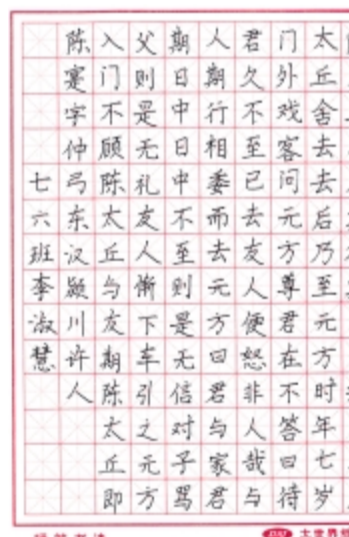 太丘舍去去后乃至元方时年七岁
门外戏客问元方尊君在不答曰待
君久不至已去友人便怒非人哉与
人期行相委而去元方曰君与家君
期日中日中不至则是无信对子骂
父则是无礼友人惭下车引之元方
入门不顾陈太丘与友期陈太丘即
陈寔字仲弓东汉颍川许人
七六班李淑慧